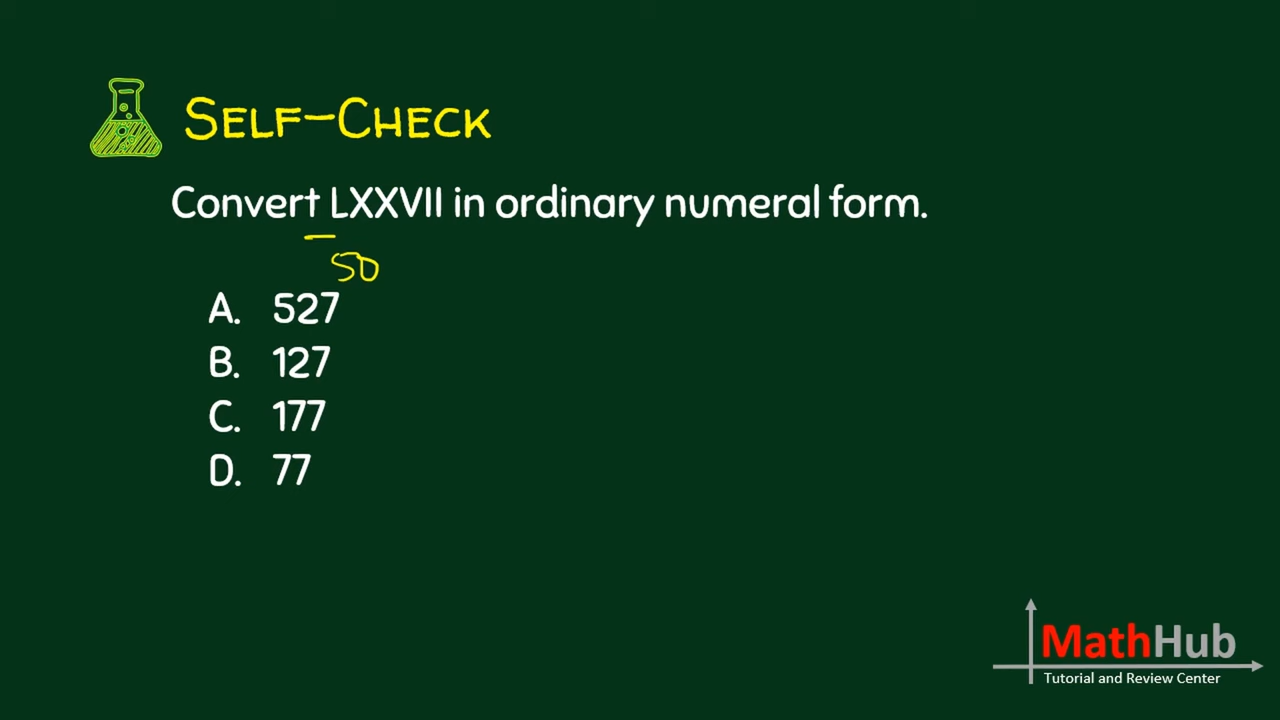 SELF-CHECK
Convert LXXVII in ordinary numeral form.
50
A. 527
B. 127
C. 177
D. 77
MathHub
Tutorial and Review Center